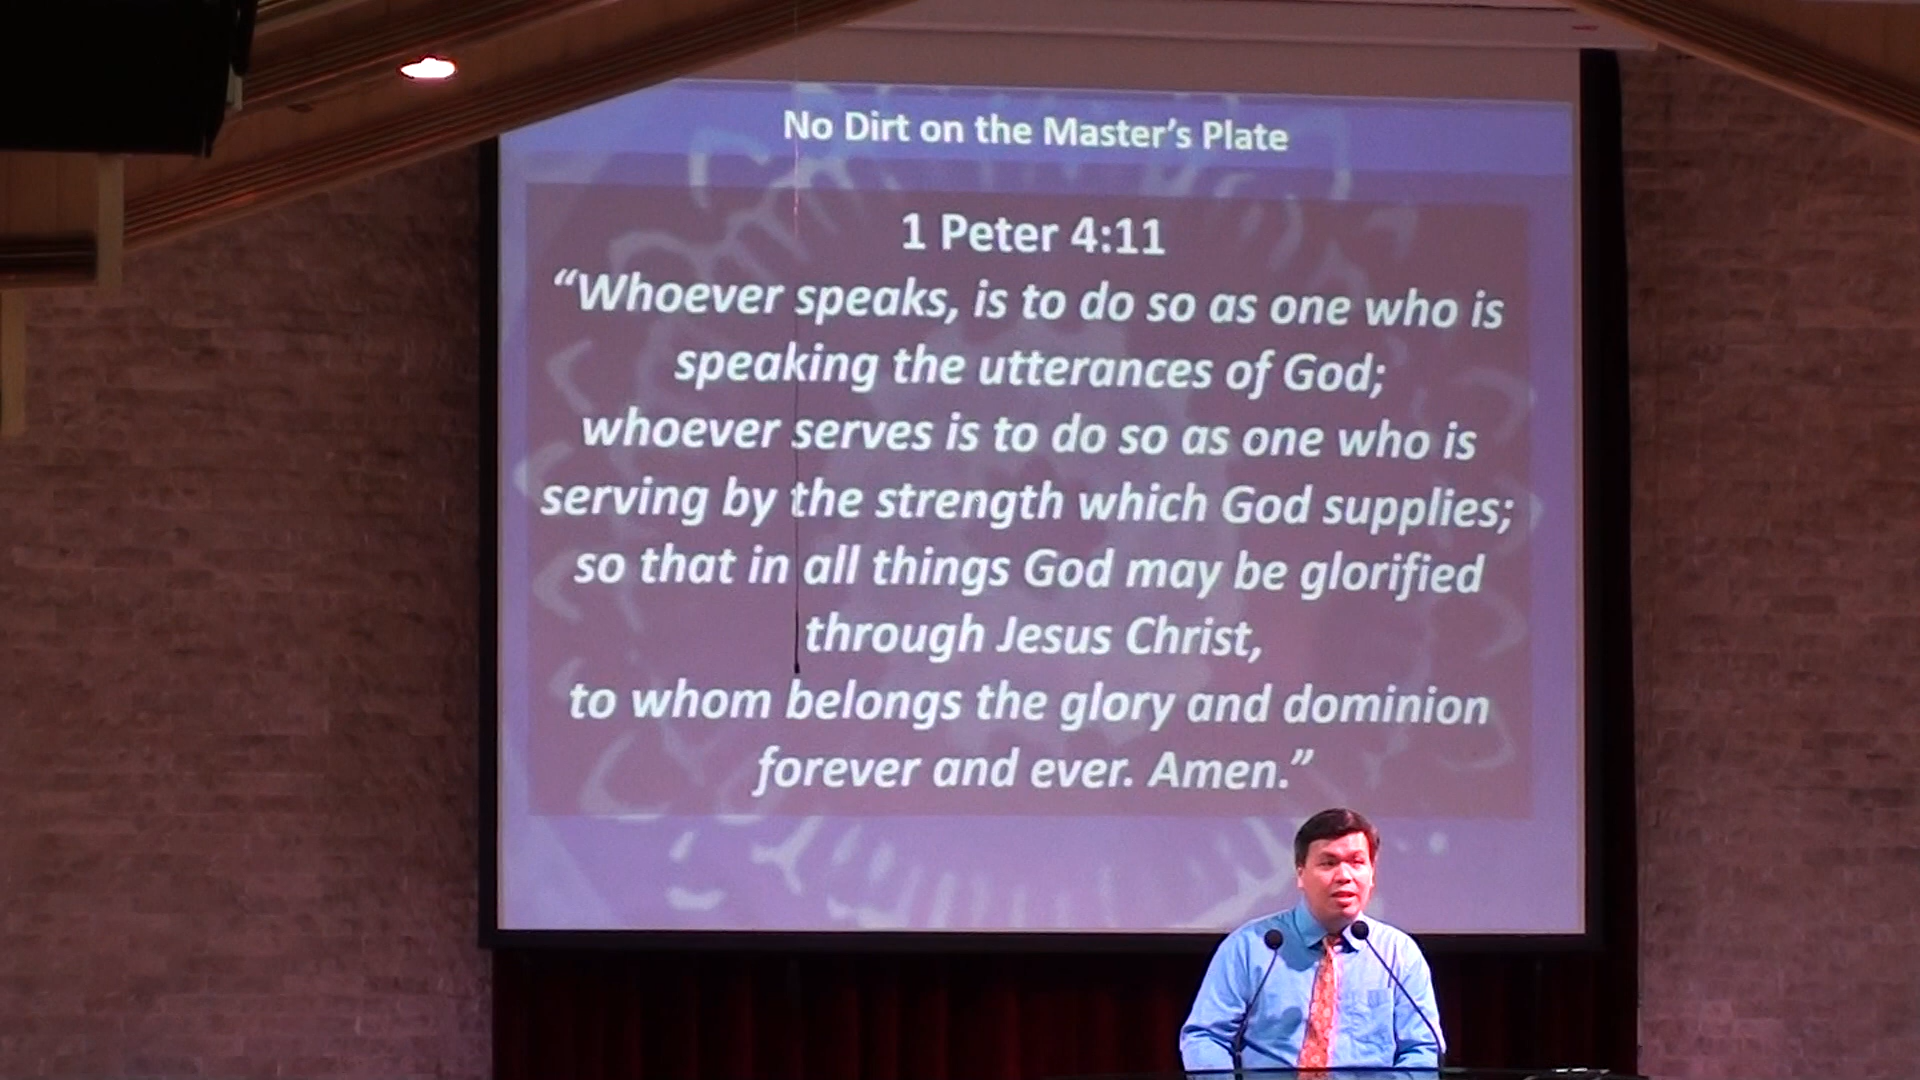 No Dirt on the Master’s Plate
1 Peter 4:11
“Whoever speaks, is to do so as one who is
speaking the utterances of God;
whoever serves is to do so as one who is
serving by the strength which God supplies;
so that in all things God may be glorified
through Jesus Christ,
to whom belongs the glory and dominion
forever and ever. Amen.”